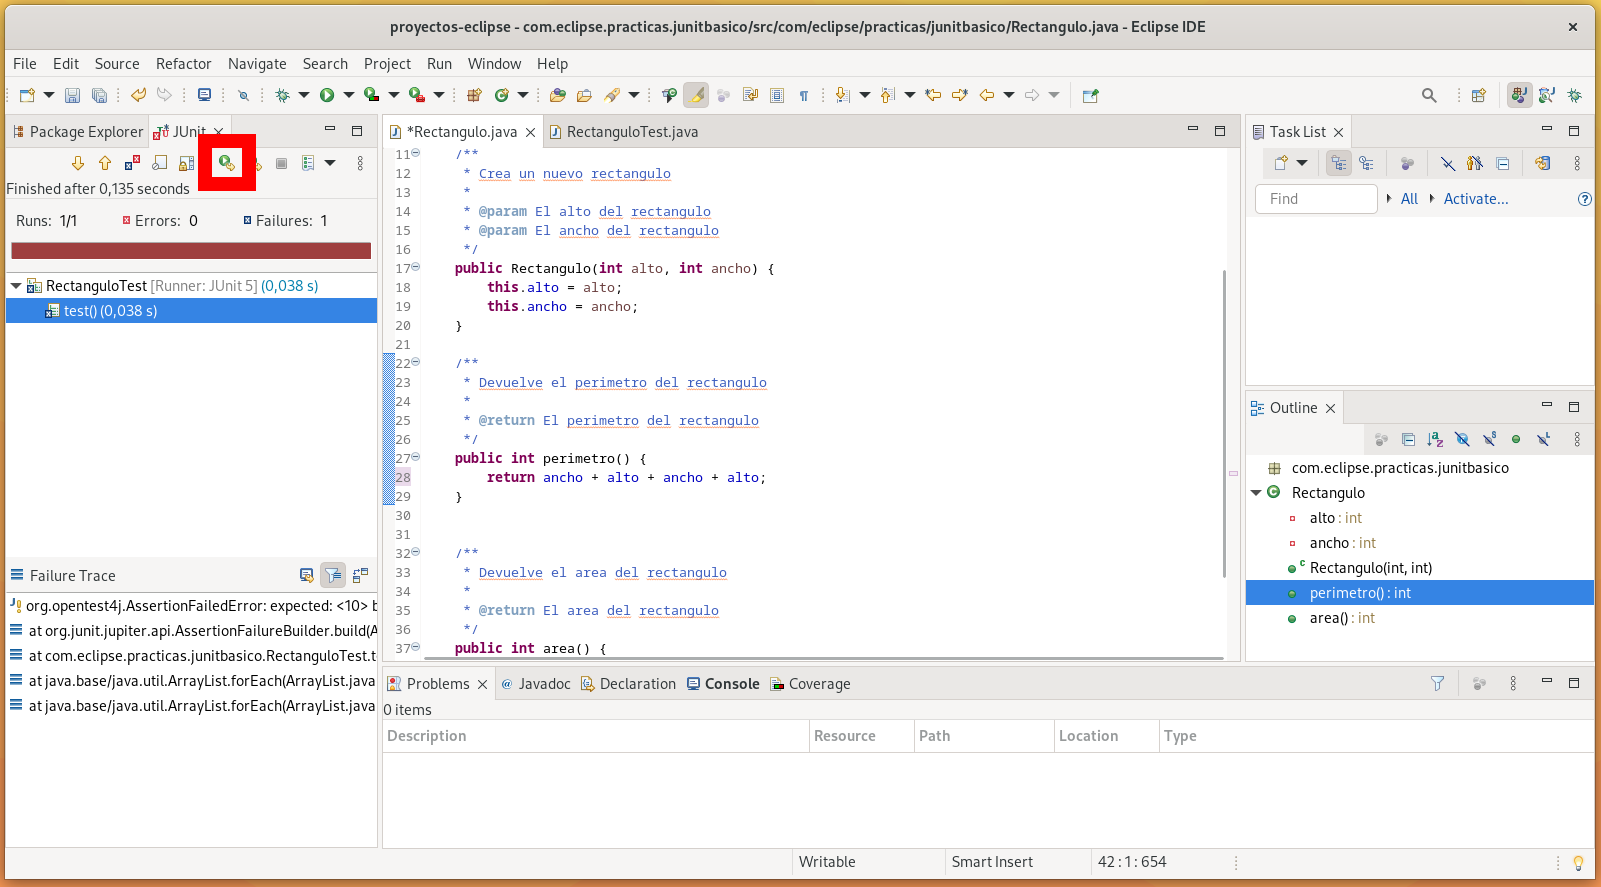 proyectos-eclipse - com.eclipse.practicas.junitbasico/src/com/eclipse/practicas/junitbasico/Rectangulo.java - Eclipse IDE
File Edit Source Refactor Navigate Search Project Run Window Help
Package Explorer
JUnit
Finished after 0,135 seconds
Runs: 1/1 Errors: 0 Failures: 1
RectanguloTest [Runner: JUnit 5] (0,038 s)
test() (0,038 s)
Failure Trace
org.opentest4j.AssertionFailedError: expected: <10> b
at org.junit.jupiter.api.AssertionFailureBuilder.build(A
at com.eclipse.practicas.junitbasico.RectanguloTest.t
at java.base/java.util.ArrayList.forEach(ArrayList.java
at java.base/java.util.ArrayList.forEach(ArrayList.java
*Rectangulo.java RectanguloTest.java
11 /**
12 * Crea un nuevo rectangulo
13 *
14 * @param El alto del rectangulo
15 * @param El ancho del rectangulo
16 */
17 public Rectangulo(int alto, int ancho) {
18 this.alto = alto;
19 this.ancho = ancho;
20 }
21
22 /**
23 * Devuelve el perimetro del rectangulo
24 *
25 * @return El perimetro del rectangulo
26 */
27 public int perimetro() {
28 return ancho + alto + ancho + alto;
29 }
30
31
32 /**
33 * Devuelve el area del rectangulo
34 *
35 * @return El area del rectangulo
36 */
37 public int area() {
Task List
Find All Activate...
Outline
com.eclipse.practicas.junitbasico
Rectangulo
alto : int
ancho : int
Rectangulo(int, int)
perimetro() : int
area() : int
Problems Javadoc Declaration Console Coverage
0 items
Description Resource Path Location Type
Writable Smart Insert 42 : 1 : 654